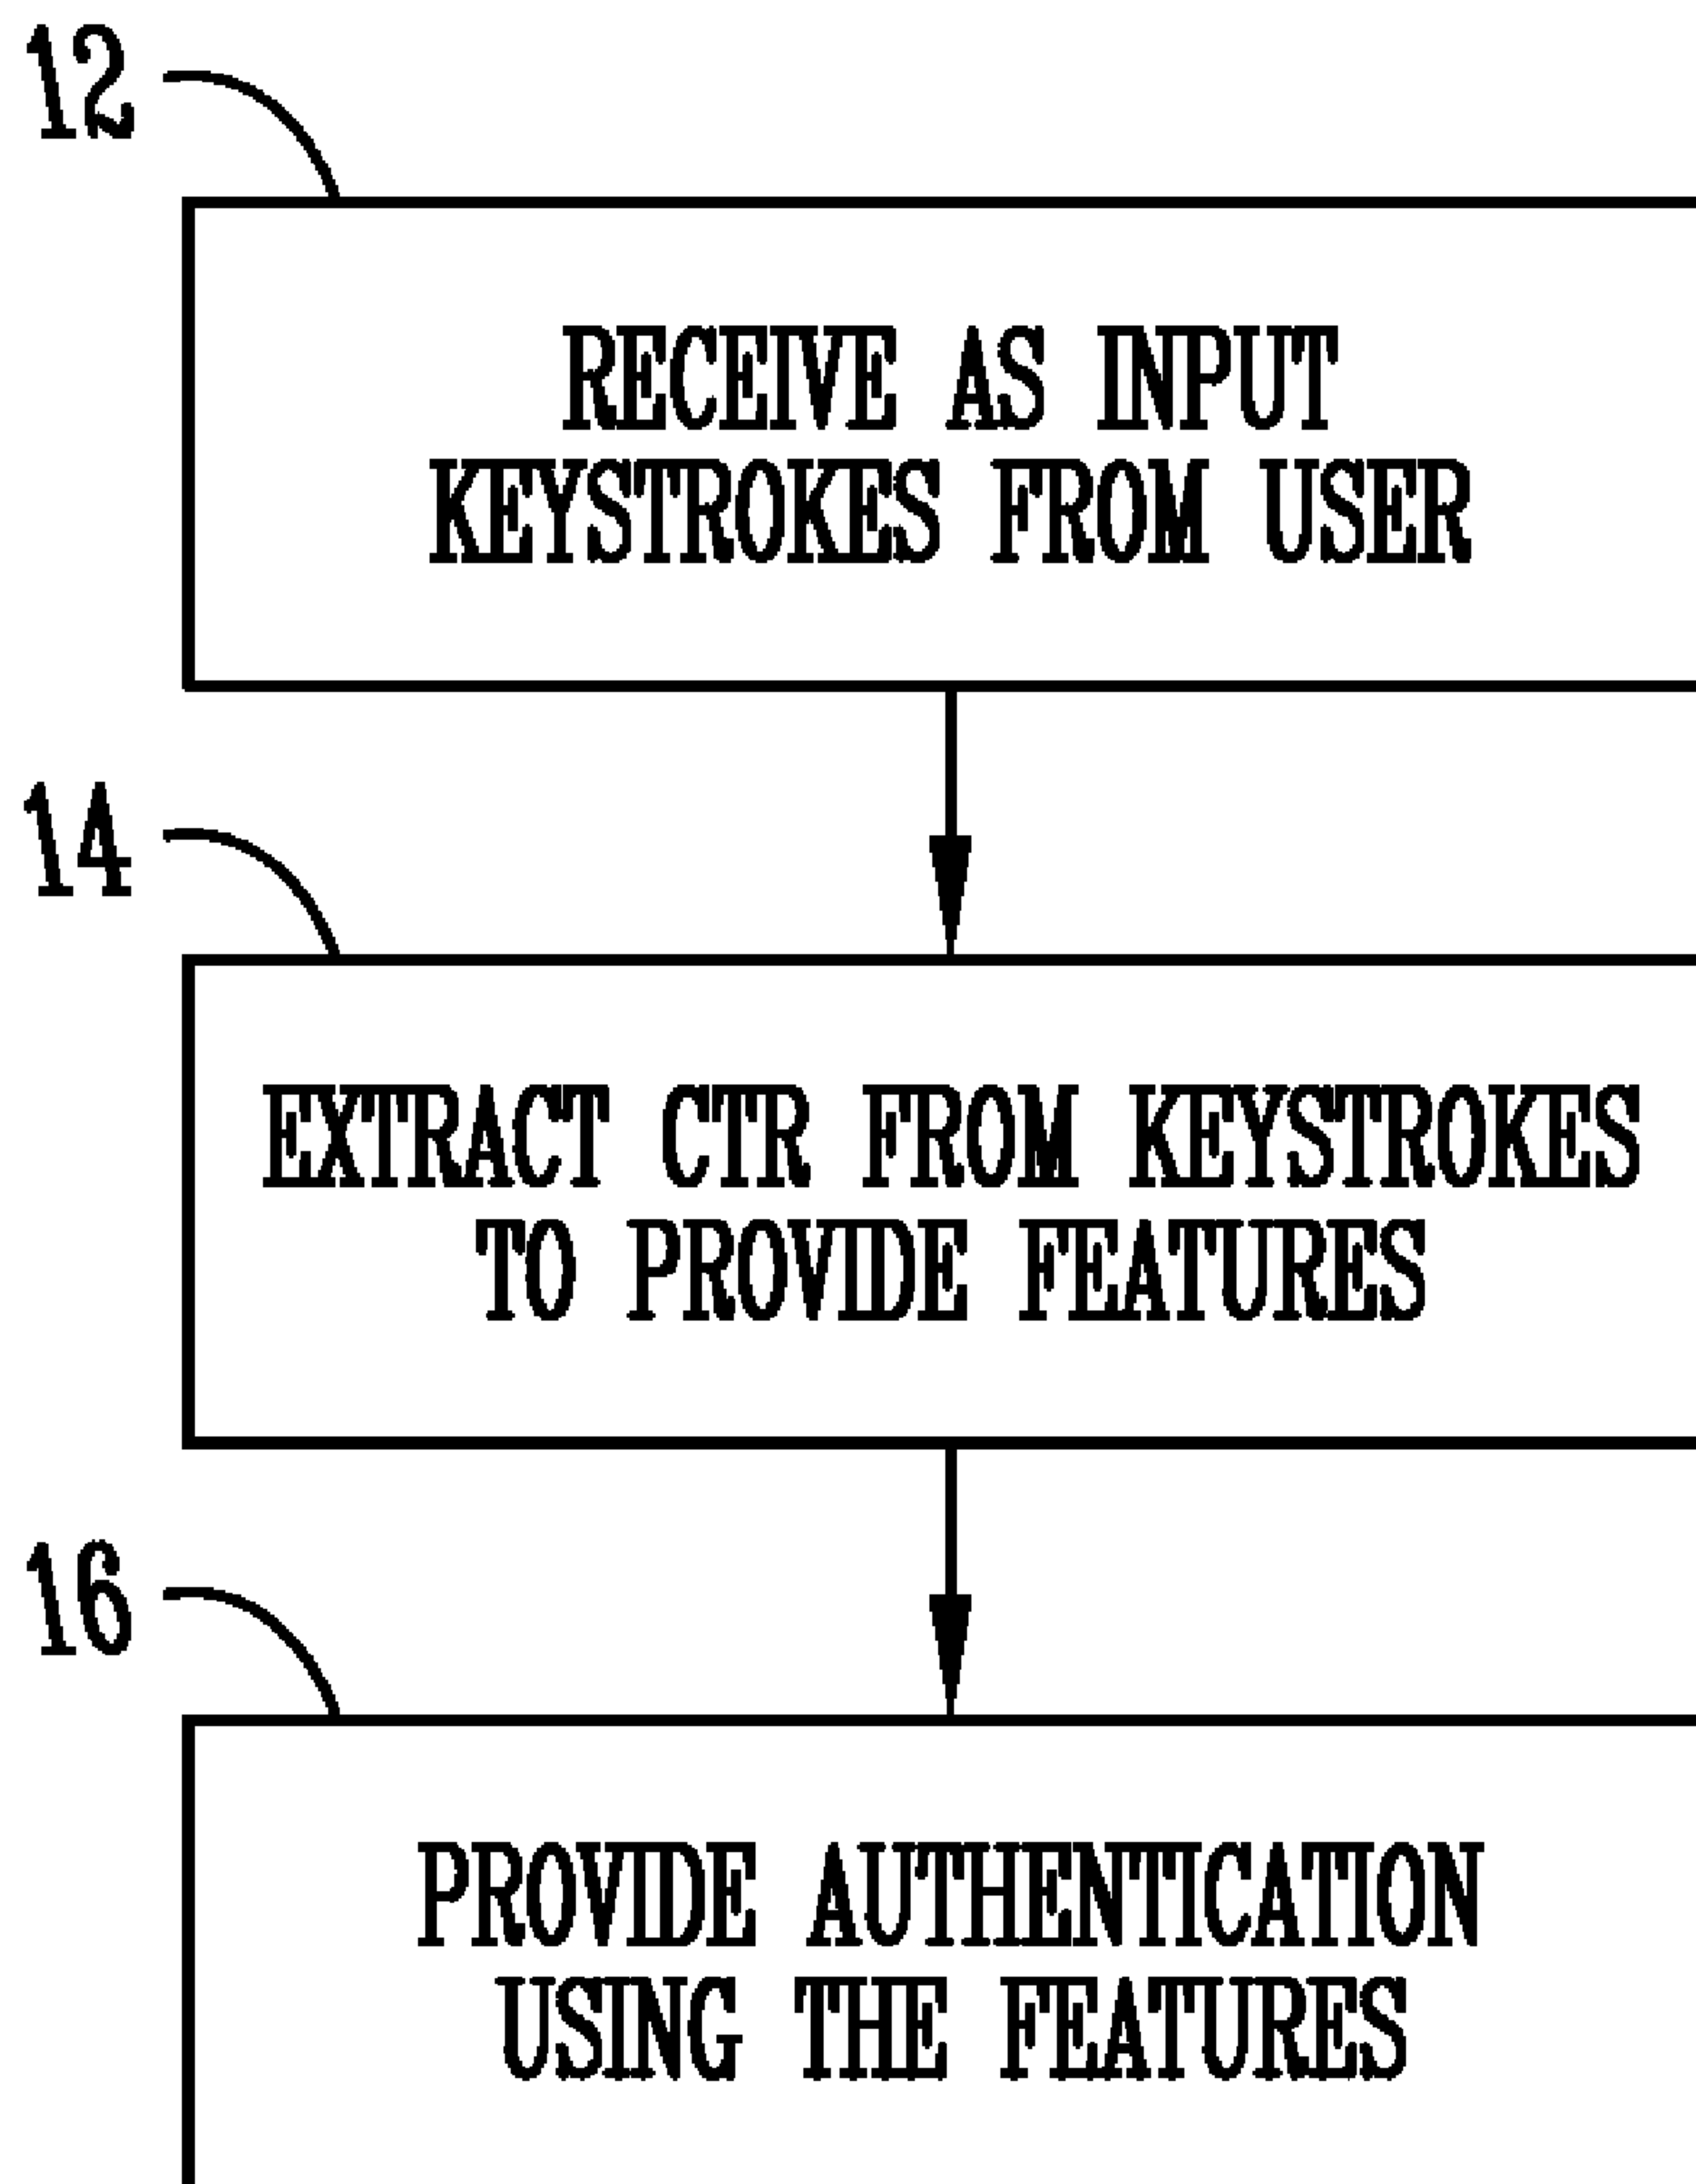 12
RECEIVE AS INPUT
KEYSTROKES FROM USER
14
EXTRACT CTR FROM KEYSTROKES
TO PROVIDE FEATURES
16
PROVIDE AUTHENTICATION
USING THE FEATURES